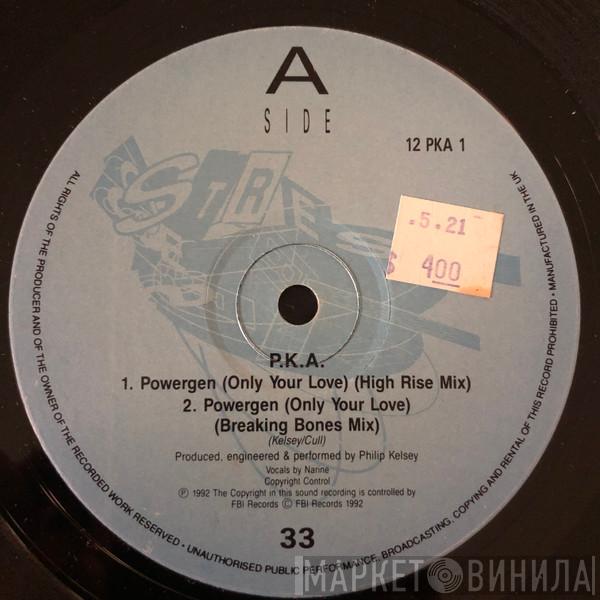 A
SIDE
12 PKA 1
STRESS
.5.21
$ 400
P.K.A.
1. Powergen (Only Your Love) (High Rise Mix)
2. Powergen (Only Your Love)
(Breaking Bones Mix)
(Kelsey/Cull)
Produced, engineered & performed by Philip Kelsey
Vocals by Nanne
Copyright Control
Ⓟ 1992 The Copyright in this sound recording is controlled by
FBI Records Ⓒ FBI Records 1992
33
ALL RIGHTS OF THE PRODUCER AND OF THE OWNER OF THE RECORDED WORK RESERVED • UNAUTHORISED PUBLIC PERFORMANCE, BROADCASTING, COPYING AND RENTAL OF THIS RECORD PROHIBITED • MANUFACTURED IN THE UK
МАРКЕТ ВИНИЛА